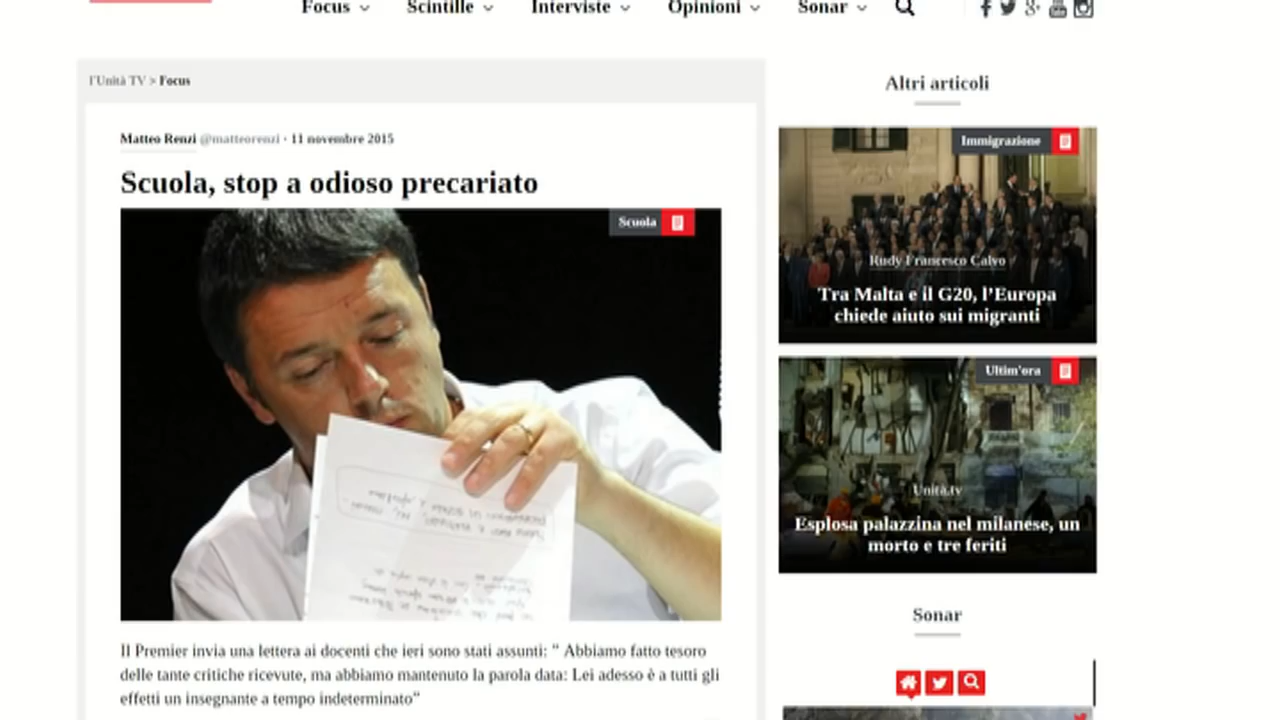 Focus
Scintille
Interviste
Opinioni
Sonar
l'Unità TV > Focus
Matteo Renzi @matteorenzi · 11 novembre 2015
Scuola, stop a odioso precariato
Scuola
Il Premier invia una lettera ai docenti che ieri sono stati assunti: “ Abbiamo fatto tesoro
delle tante critiche ricevute, ma abbiamo mantenuto la parola data: Lei adesso è a tutti gli
effetti un insegnante a tempo indeterminato”
Altri articoli
Immigrazione
Rudy Francesco Calvo
Tra Malta e il G20, l’Europa
chiede aiuto sui migranti
Ultim'ora
Unità.tv
Esplosa palazzina nel milanese, un
morto e tre feriti
Sonar